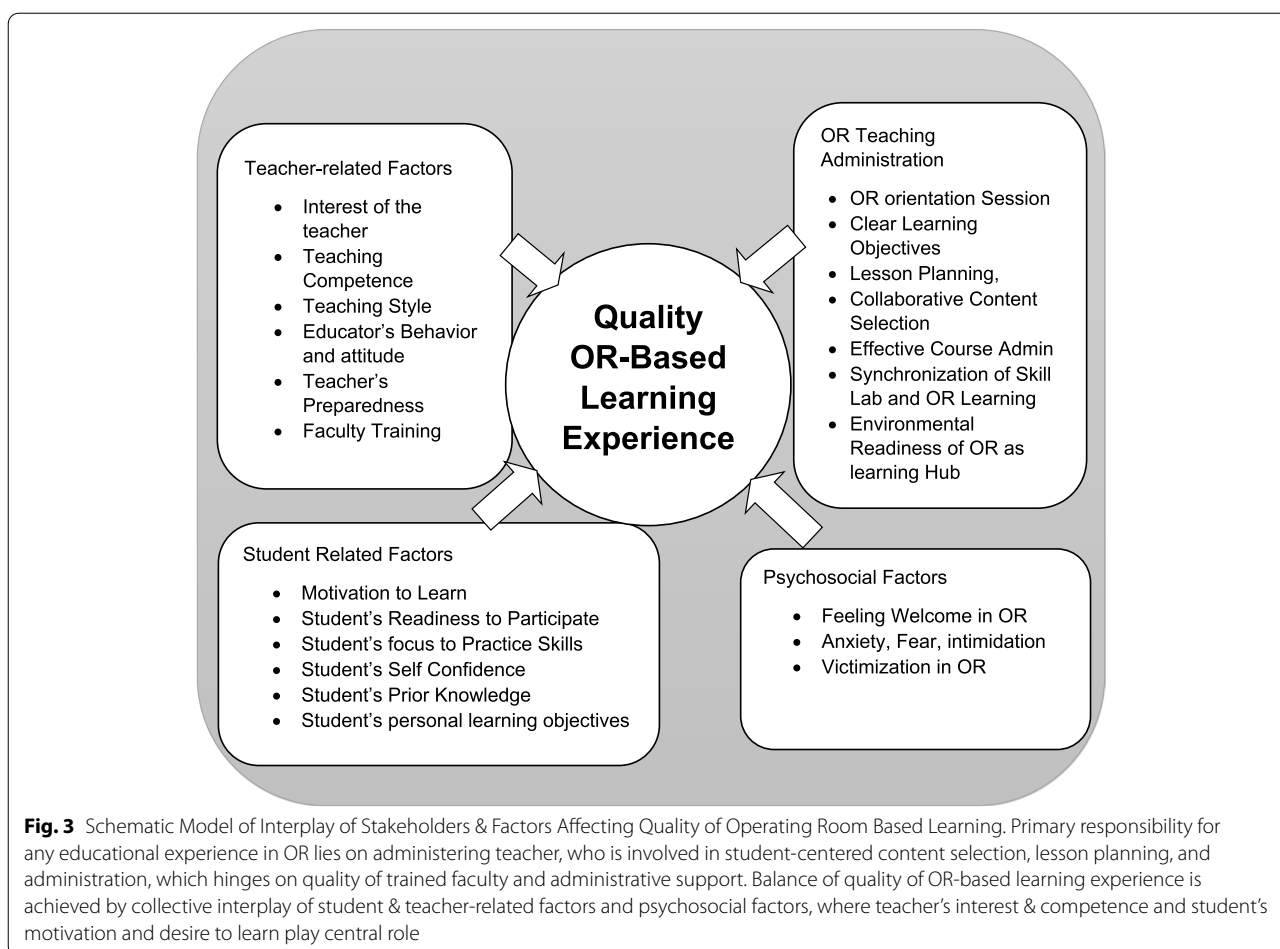 Teacher-related Factors
• Interest of the
teacher
• Teaching
Competence
• Teaching Style
• Educator's Behavior
and attitude
• Teacher's
Preparedness
• Faculty Training
OR Teaching
Administration
• OR orientation Session
• Clear Learning
Objectives
• Lesson Planning,
• Collaborative Content
Selection
• Effective Course Admin
• Synchronization of Skill
Lab and OR Learning
• Environmental
Readiness of OR as
learning Hub
Quality
OR-Based
Learning
Experience
Student Related Factors
• Motivation to Learn
• Student's Readiness to Participate
• Student's focus to Practice Skills
• Student's Self Confidence
• Student's Prior Knowledge
• Student's personal learning objectives
Psychosocial Factors
• Feeling Welcome in OR
• Anxiety, Fear, intimidation
• Victimization in OR
Fig. 3 Schematic Model of Interplay of Stakeholders & Factors Affecting Quality of Operating Room Based Learning. Primary responsibility for
any educational experience in OR lies on administering teacher, who is involved in student-centered content selection, lesson planning, and
administration, which hinges on quality of trained faculty and administrative support. Balance of quality of OR-based learning experience is
achieved by collective interplay of student & teacher-related factors and psychosocial factors, where teacher's interest & competence and student's
motivation and desire to learn play central role